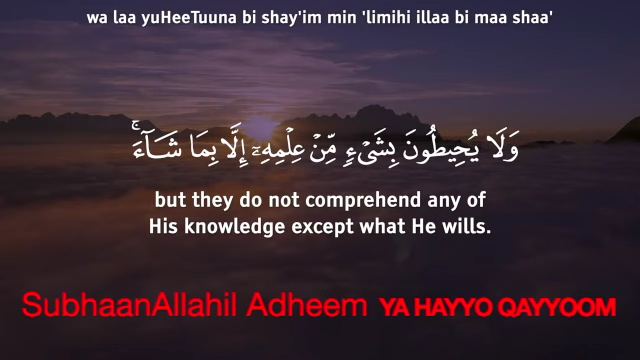 wa laa yuHeeTuuna bi shay'im min 'limihi illaa bi maa shaa'
وَلَا يُحِيطُونَ بِشَىْءٍ مِّنْ عِلْمِهِۦٓ إِلَّا بِمَا شَآءَ ۚ
but they do not comprehend any of
His knowledge except what He wills.
SubhaanAllahil Adheem YA HAYYO QAYYOOM